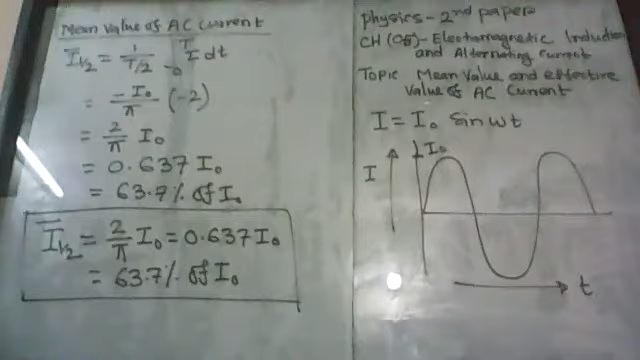 Mean value of AC current
I̅1/2 = 1/T/2 ∫0 T I dt
= -I0/π (-2)
= 2/π I0
= 0.637 I0
= 63.7% of I0
I̅1/2 = 2/π I0 = 0.637 I0
= 63.7% of I0
physics - 2nd paper
CH (05) - Electromagnetic Induction
and Alternating Current
Topic Mean Value and effective
Value of AC Current
I = I0 sin wt
I I0
t